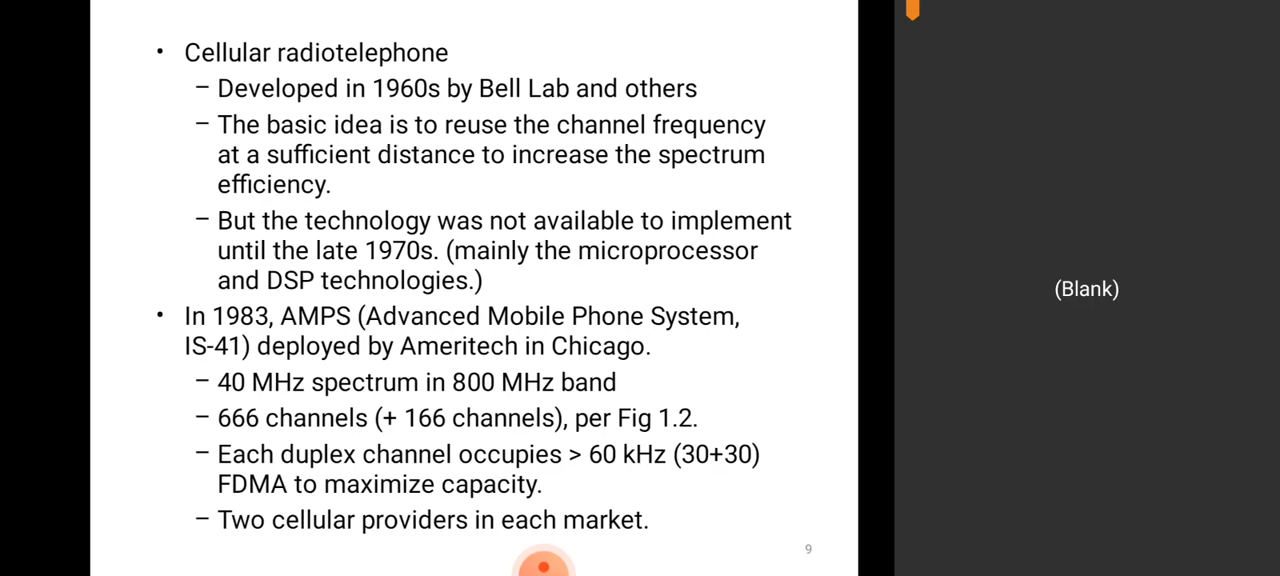 • Cellular radiotelephone
– Developed in 1960s by Bell Lab and others
– The basic idea is to reuse the channel frequency
at a sufficient distance to increase the spectrum
efficiency.
– But the technology was not available to implement
until the late 1970s. (mainly the microprocessor
and DSP technologies.)
• In 1983, AMPS (Advanced Mobile Phone System,
IS-41) deployed by Ameritech in Chicago.
– 40 MHz spectrum in 800 MHz band
– 666 channels (+ 166 channels), per Fig 1.2.
– Each duplex channel occupies > 60 kHz (30+30)
FDMA to maximize capacity.
– Two cellular providers in each market.
9
(Blank)